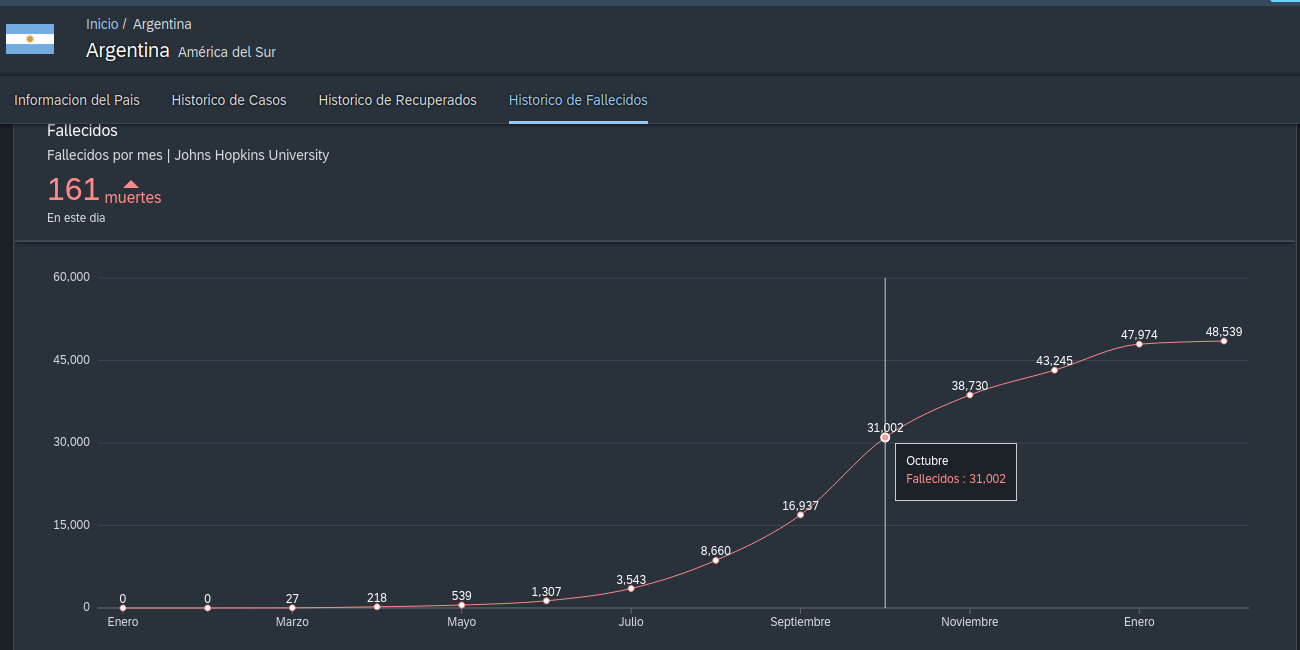 Inicio / Argentina
Argentina América del Sur
Informacion del Pais Historico de Casos Historico de Recuperados Historico de Fallecidos
Fallecidos
Fallecidos por mes | Johns Hopkins University
161 muertes
En este dia
60,000
45,000
30,000
15,000
0
0
0
27
218
539
1,307
3,543
8,660
16,937
31,002
38,730
43,245
47,974
48,539
Octubre
Fallecidos : 31,002
Enero Marzo Mayo Julio Septiembre Noviembre Enero